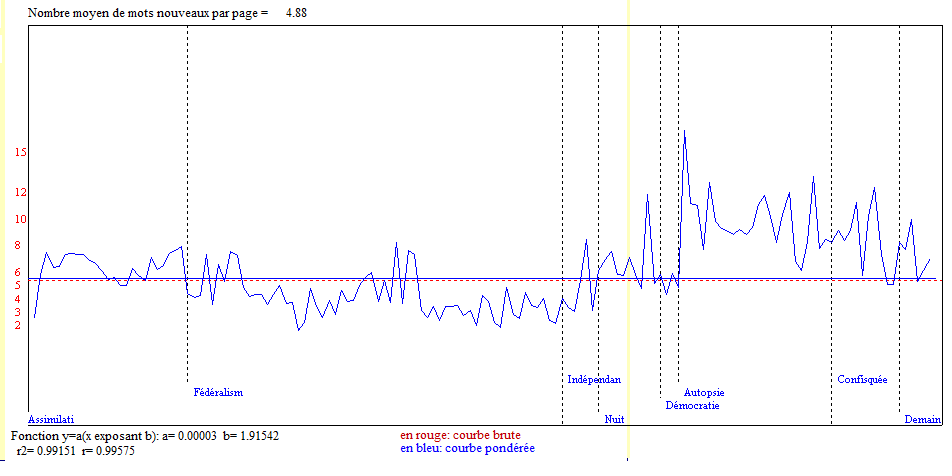 Nombre moyen de mots nouveaux par page = 4.88
15
12
10
8
6
5
4
3
2
Indépendan
Confisquée
Fédéralism
Autopsie
Démocratie
Assimilati
Nuit
Demain
Fonction y=a(x exposant b): a= 0.00003 b= 1.91542
en rouge: courbe brute
r2= 0.99151 r= 0.99575
en bleu: courbe pondérée